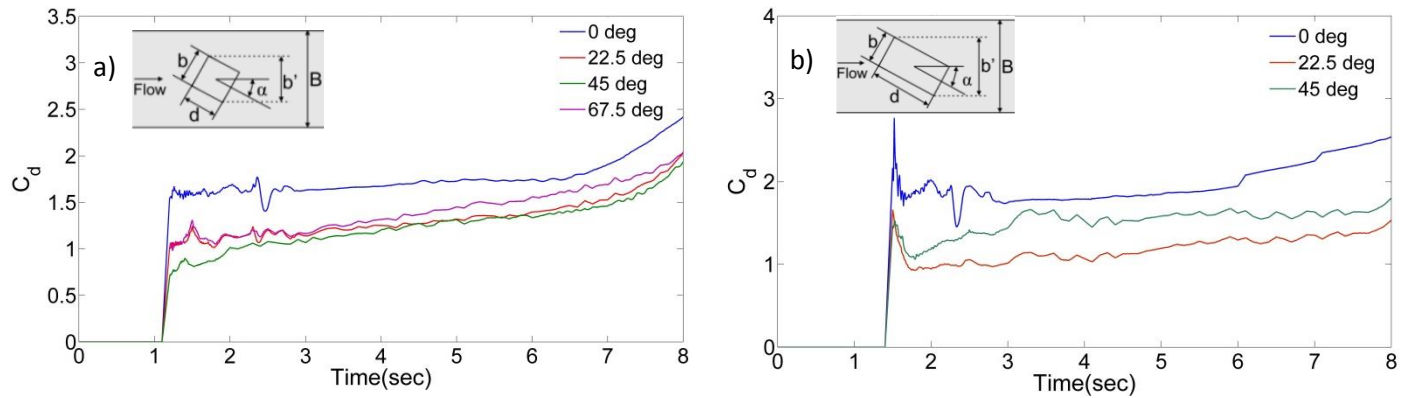 a)
3.5
3
2.5
2
1.5
1
0.5
0
C_d
0 1 2 3 4 5 6 7 8
Time(sec)
0 deg
22.5 deg
45 deg
67.5 deg
b
b'
B
Flow
α
d
b)
4
3
2
1
0
C_d
0 1 2 3 4 5 6 7 8
Time(sec)
0 deg
22.5 deg
45 deg
b
b'
B
Flow
α
d